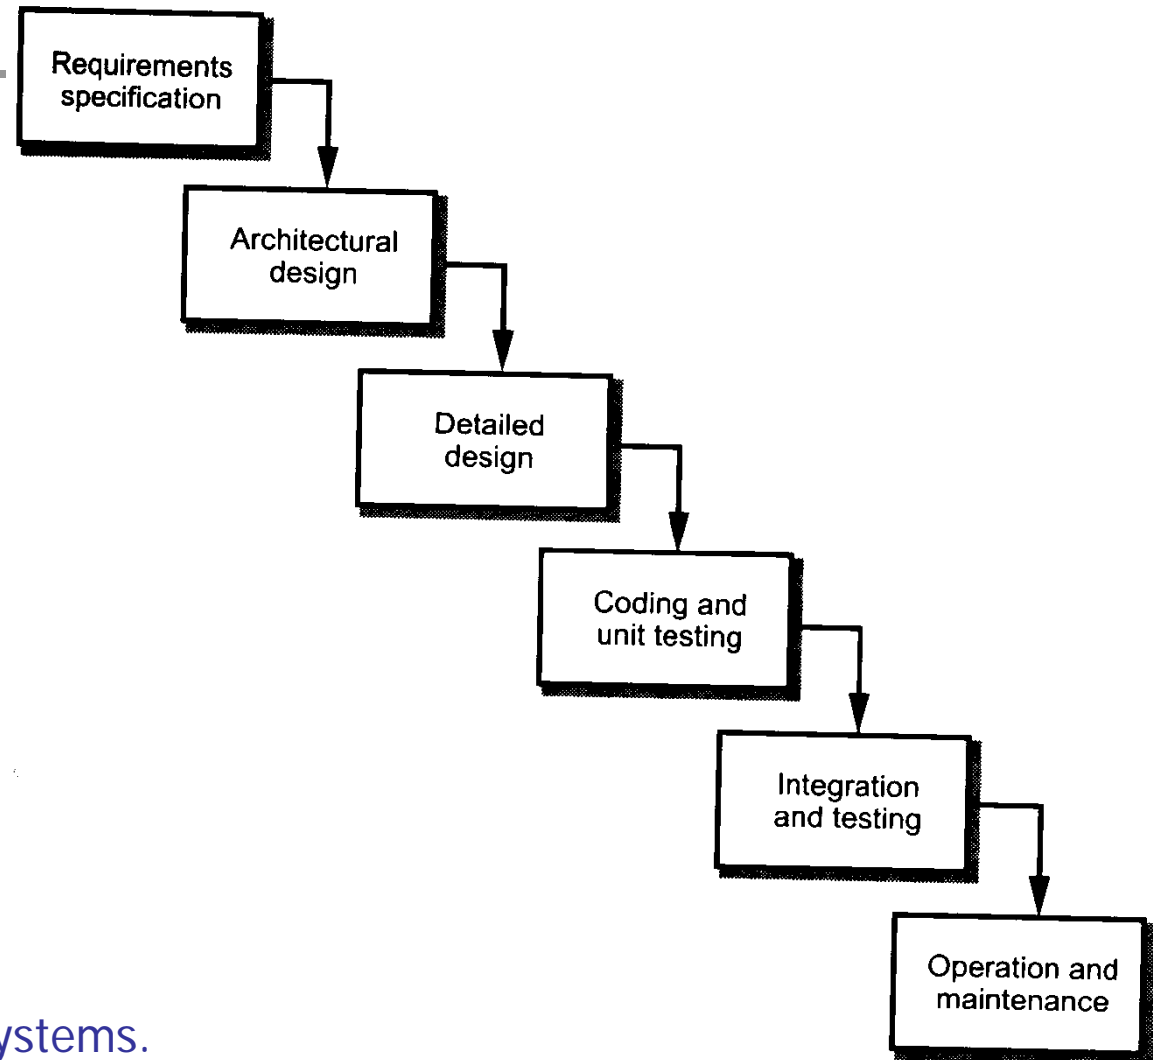 Requirements
specification
Architectural
design
Detailed
design
Coding and
unit testing
Integration
and testing
Operation and
maintenance
ystems.